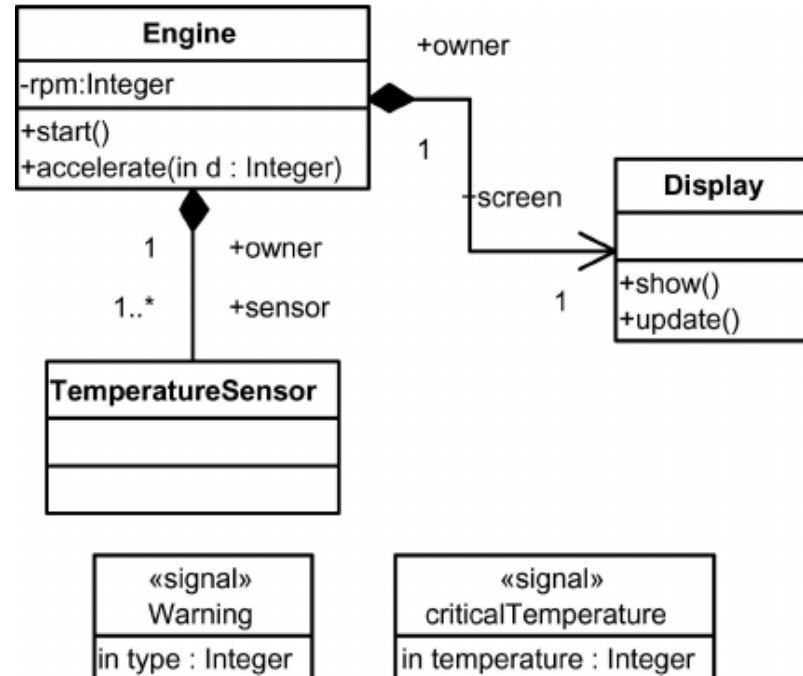 Engine
-rpm:Integer
+start()
+accelerate(in d : Integer)
+owner
1
+screen
1
Display
+show()
+update()
1
+owner
1..*
+sensor
TemperatureSensor
«signal»
Warning
in type : Integer
«signal»
criticalTemperature
in temperature : Integer